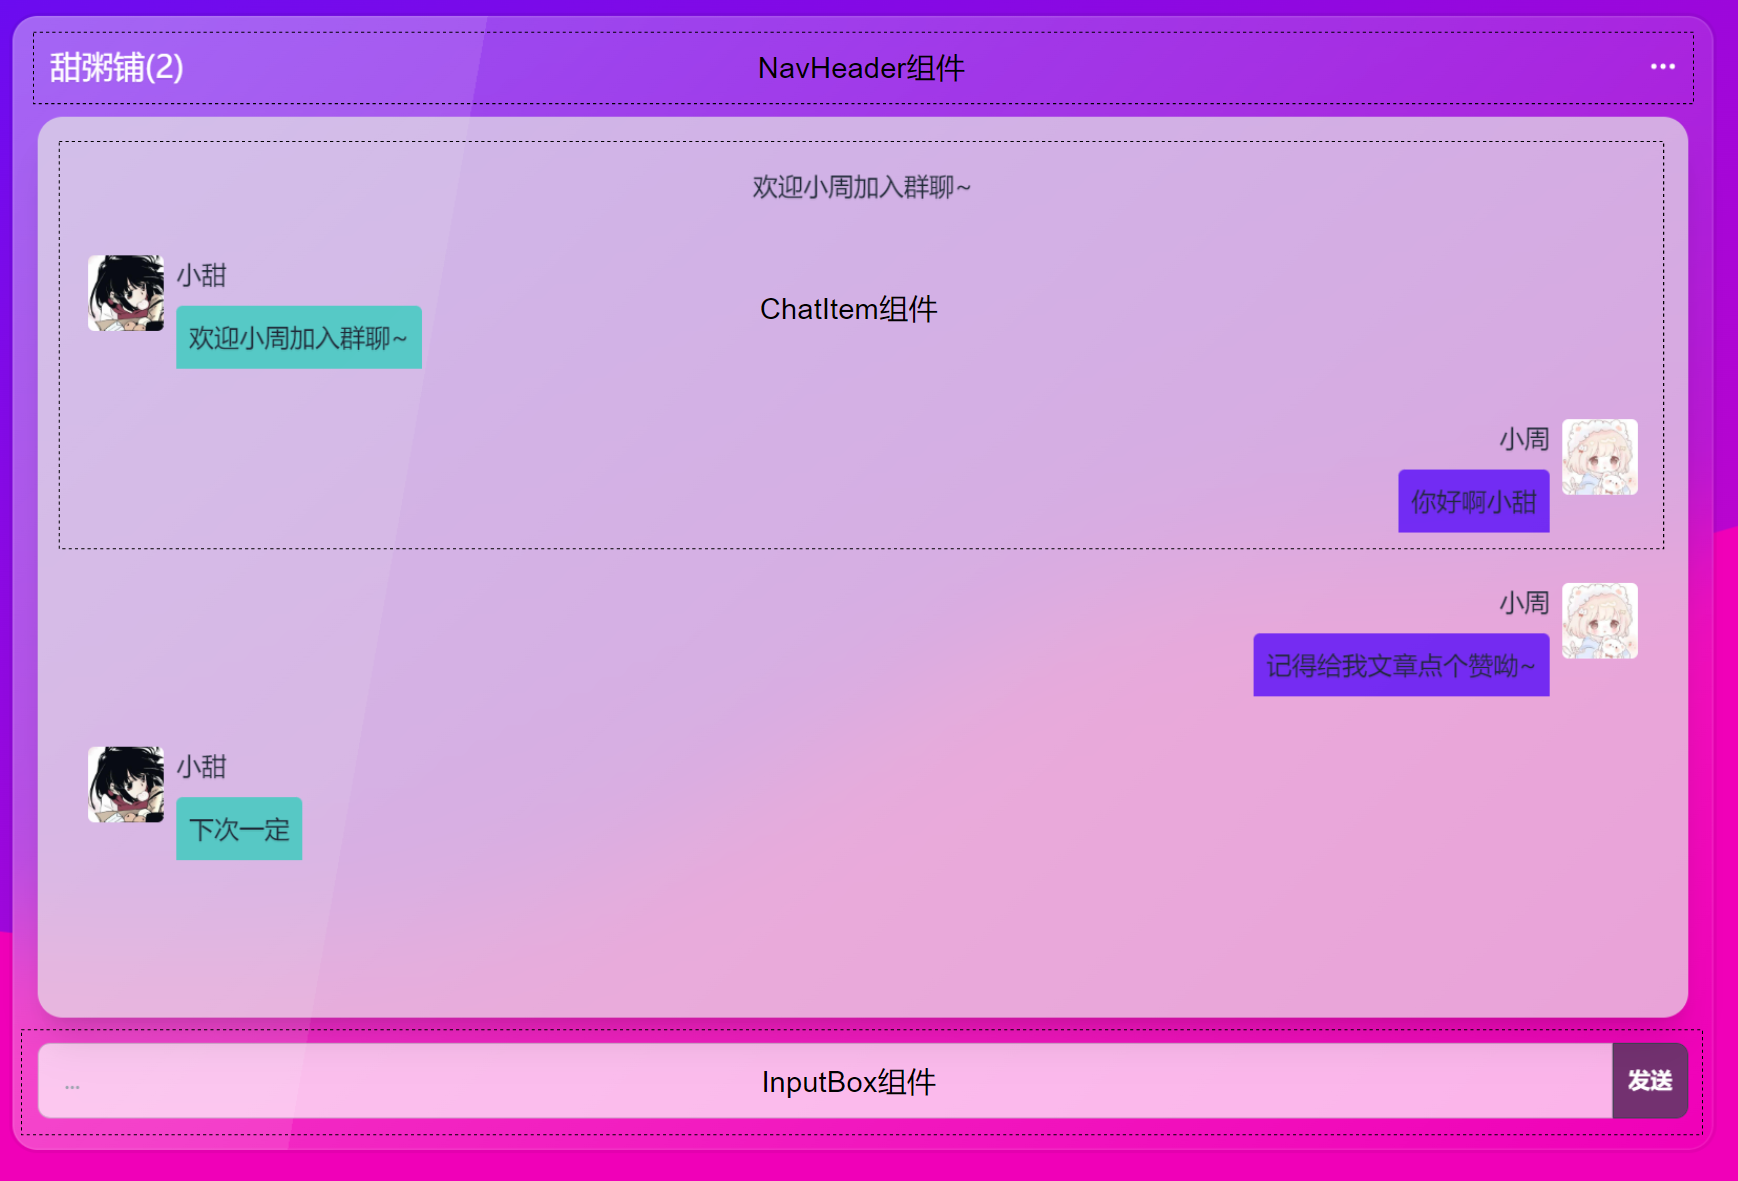 甜粥铺(2)
NavHeader组件
...
欢迎小周加入群聊~
小甜
欢迎小周加入群聊~
ChatItem组件
小周
你好啊小甜
小周
记得给我文章点个赞呦~
小甜
下次一定
...
InputBox组件
发送